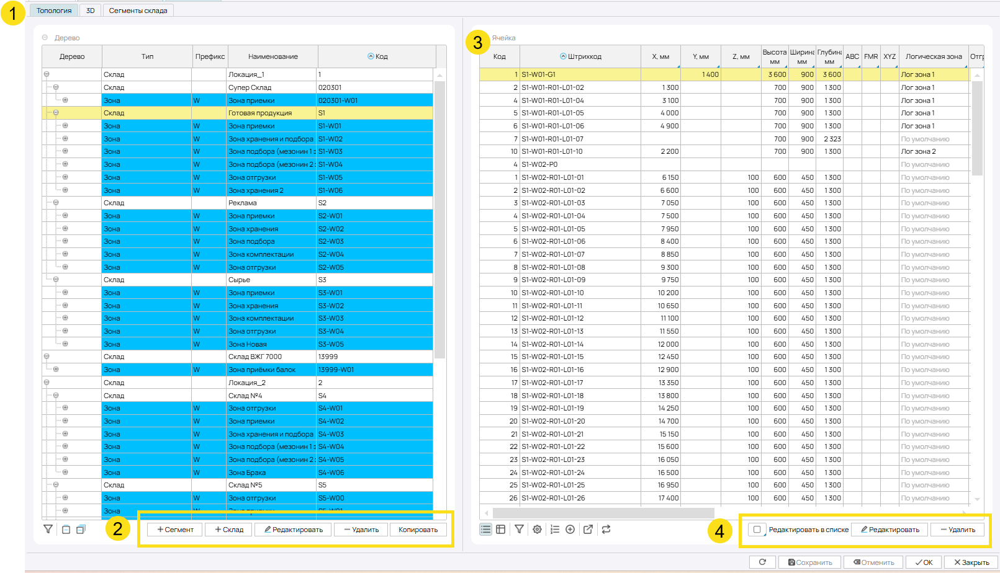 1
Топология 3D Сегменты склада
Дерево
Дерево Тип Префикс Наименование Код
Склад Локация_1 1
Склад Супер Склад 020301
Зона W Зона приемки 020301-W01
Склад Готовая продукция S1
Зона W Зона приемки S1-W01
Зона W Зона хранения и подбора S1-W02
Зона W Зона подбора (мезонин 1 S1-W03
Зона W Зона подбора (мезонин 2 S1-W04
Зона W Зона отгрузки S1-W05
Зона W Зона хранения 2 S1-W06
Склад Реклама S2
Зона W Зона приемки S2-W01
Зона W Зона хранения S2-W02
Зона W Зона подбора S2-W03
Зона W Зона комплектации S2-W04
Зона W Зона отгрузки S2-W05
Склад Сырье S3
Зона W Зона приемки S3-W01
Зона W Зона хранения S3-W02
Зона W Зона комплектации S3-W03
Зона W Зона отгрузки S3-W04
Зона W Зона Новая S3-W05
Склад Склад ВЖГ 7000 13999
Зона W Зона приёмки балок 13999-W01
Склад Локация_2 2
Склад Склад №4 S4
Зона W Зона отгрузки S4-W01
Зона W Зона приемки S4-W02
Зона W Зона хранения и подбора S4-W03
Зона W Зона подбора (мезонин 1 S4-W04
Зона W Зона подбора (мезонин 2 S4-W05
Зона W Зона Брака S4-W06
Склад Склад №5 S5
Зона W Зона отгрузки S5-W00
Зона
2
+ Сегмент + Склад Редактировать — Удалить Копировать
3
Ячейка
Код Штрихкод X, мм Y, мм Z, мм Высота мм Ширина мм Глубина мм ABC FMR XYZ Логическая зона Отгр
1 S1-W01-G1 1 400 3 600 900 3 600 Лог зона 1
2 S1-W01-R01-L01-02 1 300 700 900 1 300 Лог зона 1
4 S1-W01-R01-L01-04 3 100 700 900 1 300 Лог зона 1
5 S1-W01-R01-L01-05 4 000 700 900 1 300 Лог зона 1
6 S1-W01-R01-L01-06 4 900 700 900 1 300 Лог зона 1
7 S1-W01-R01-L01-07 700 900 2 323 По умолчанию
10 S1-W01-R01-L01-10 2 200 700 900 1 300 Лог зона 2
4 S1-W02-P0 По умолчанию
1 S1-W02-R01-L01-01 6 150 100 600 450 1 300 По умолчанию
2 S1-W02-R01-L01-02 6 600 100 600 450 1 300 По умолчанию
3 S1-W02-R01-L01-03 7 050 100 600 450 1 300 По умолчанию
4 S1-W02-R01-L01-04 7 500 100 600 450 1 300 По умолчанию
5 S1-W02-R01-L01-05 7 950 100 600 450 1 300 По умолчанию
6 S1-W02-R01-L01-06 8 400 100 600 450 1 300 По умолчанию
7 S1-W02-R01-L01-07 8 850 100 600 450 1 300 По умолчанию
8 S1-W02-R01-L01-08 9 300 100 600 450 1 300 По умолчанию
9 S1-W02-R01-L01-09 9 750 100 600 450 1 300 По умолчанию
10 S1-W02-R01-L01-10 10 200 100 600 450 1 300 По умолчанию
11 S1-W02-R01-L01-11 10 650 100 600 450 1 300 По умолчанию
12 S1-W02-R01-L01-12 11 100 100 600 450 1 300 По умолчанию
13 S1-W02-R01-L01-13 11 550 100 600 450 1 300 По умолчанию
14 S1-W02-R01-L01-14 12 000 100 600 450 1 300 По умолчанию
15 S1-W02-R01-L01-15 12 450 100 600 450 1 300 По умолчанию
16 S1-W02-R01-L01-16 12 900 100 600 450 1 300 По умолчанию
17 S1-W02-R01-L01-17 13 350 100 600 450 1 300 По умолчанию
18 S1-W02-R01-L01-18 13 800 100 600 450 1 300 По умолчанию
19 S1-W02-R01-L01-19 14 250 100 600 450 1 300 По умолчанию
20 S1-W02-R01-L01-20 14 700 100 600 450 1 300 По умолчанию
21 S1-W02-R01-L01-21 15 150 100 600 450 1 300 По умолчанию
22 S1-W02-R01-L01-22 15 600 100 600 450 1 300 По умолчанию
23 S1-W02-R01-L01-23 16 050 100 600 450 1 300 По умолчанию
24 S1-W02-R01-L01-24 16 500 100 600 450 1 300 По умолчанию
25 S1-W02-R01-L01-25 16 950 100 600 450 1 300 По умолчанию
26 S1-W02-R01-L01-26 17 400 100 600 450 1 300 По умолчанию
4
Редактировать в списке Редактировать — Удалить
Сохранить Отменить OK Закрыть